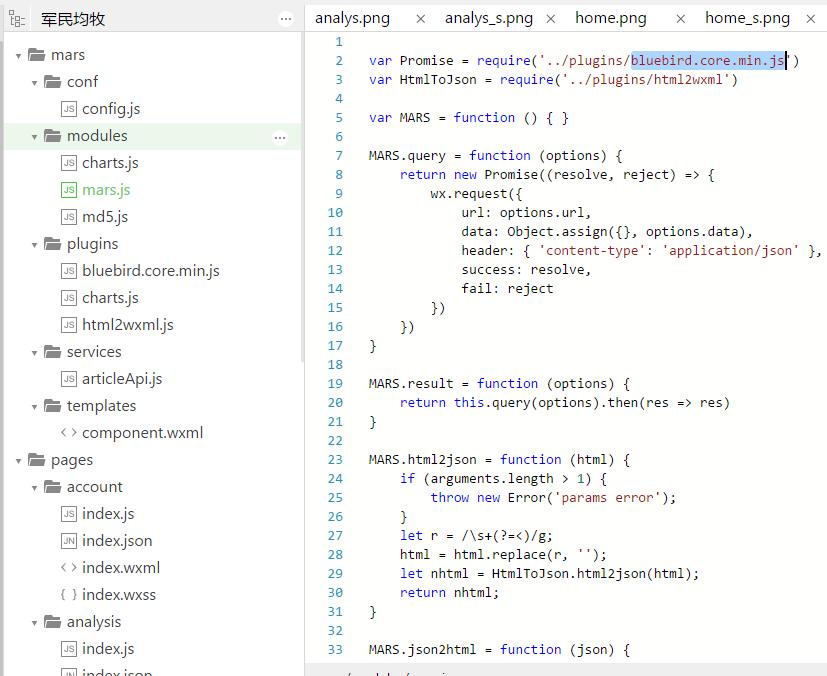 军民均牧
mars
conf
JS config.js
modules
JS charts.js
JS mars.js
JS md5.js
plugins
JS bluebird.core.min.js
JS charts.js
JS html2wxml.js
services
JS articleApi.js
templates
<> component.wxml
pages
account
JS index.js
JN index.json
<> index.wxml
{ } index.wxss
analysis
JS index.js
JN index.json
analys.png × analys_s.png × home.png × home_s.png ×
1
2 var Promise = require('../plugins/bluebird.core.min.js')
3 var HtmlToJson = require('../plugins/html2wxml')
4
5 var MARS = function () { }
6
7 MARS.query = function (options) {
8 return new Promise((resolve, reject) => {
9 wx.request({
10 url: options.url,
11 data: Object.assign({}, options.data),
12 header: { 'content-type': 'application/json' },
13 success: resolve,
14 fail: reject
15 })
16 })
17 }
18
19 MARS.result = function (options) {
20 return this.query(options).then(res => res)
21 }
22
23 MARS.html2json = function (html) {
24 if (arguments.length > 1) {
25 throw new Error('params error');
26 }
27 let r = /\s+(?=<)/g;
28 html = html.replace(r, '');
29 let nhtml = HtmlToJson.html2json(html);
30 return nhtml;
31 }
32
33 MARS.json2html = function (json) {